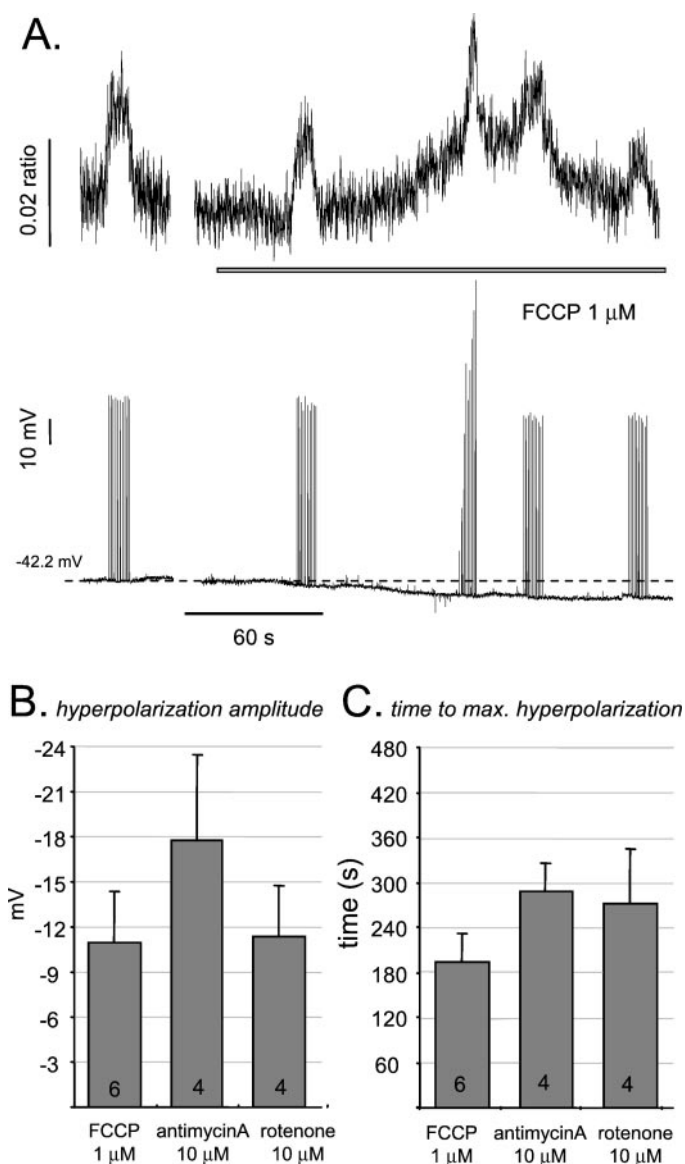 A.
0.02 ratio
FCCP 1 μM
10 mV
-42.2 mV
60 s
B. hyperpolarization amplitude
-24
-21
-18
-15
-12
-9
-6
-3
mV
6
4
4
FCCP
1 μM
antimycinA
10 μM
rotenone
10 μM
C. time to max. hyperpolarization
480
420
360
300
240
180
120
60
time (s)
6
4
4
FCCP
1 μM
antimycinA
10 μM
rotenone
10 μM